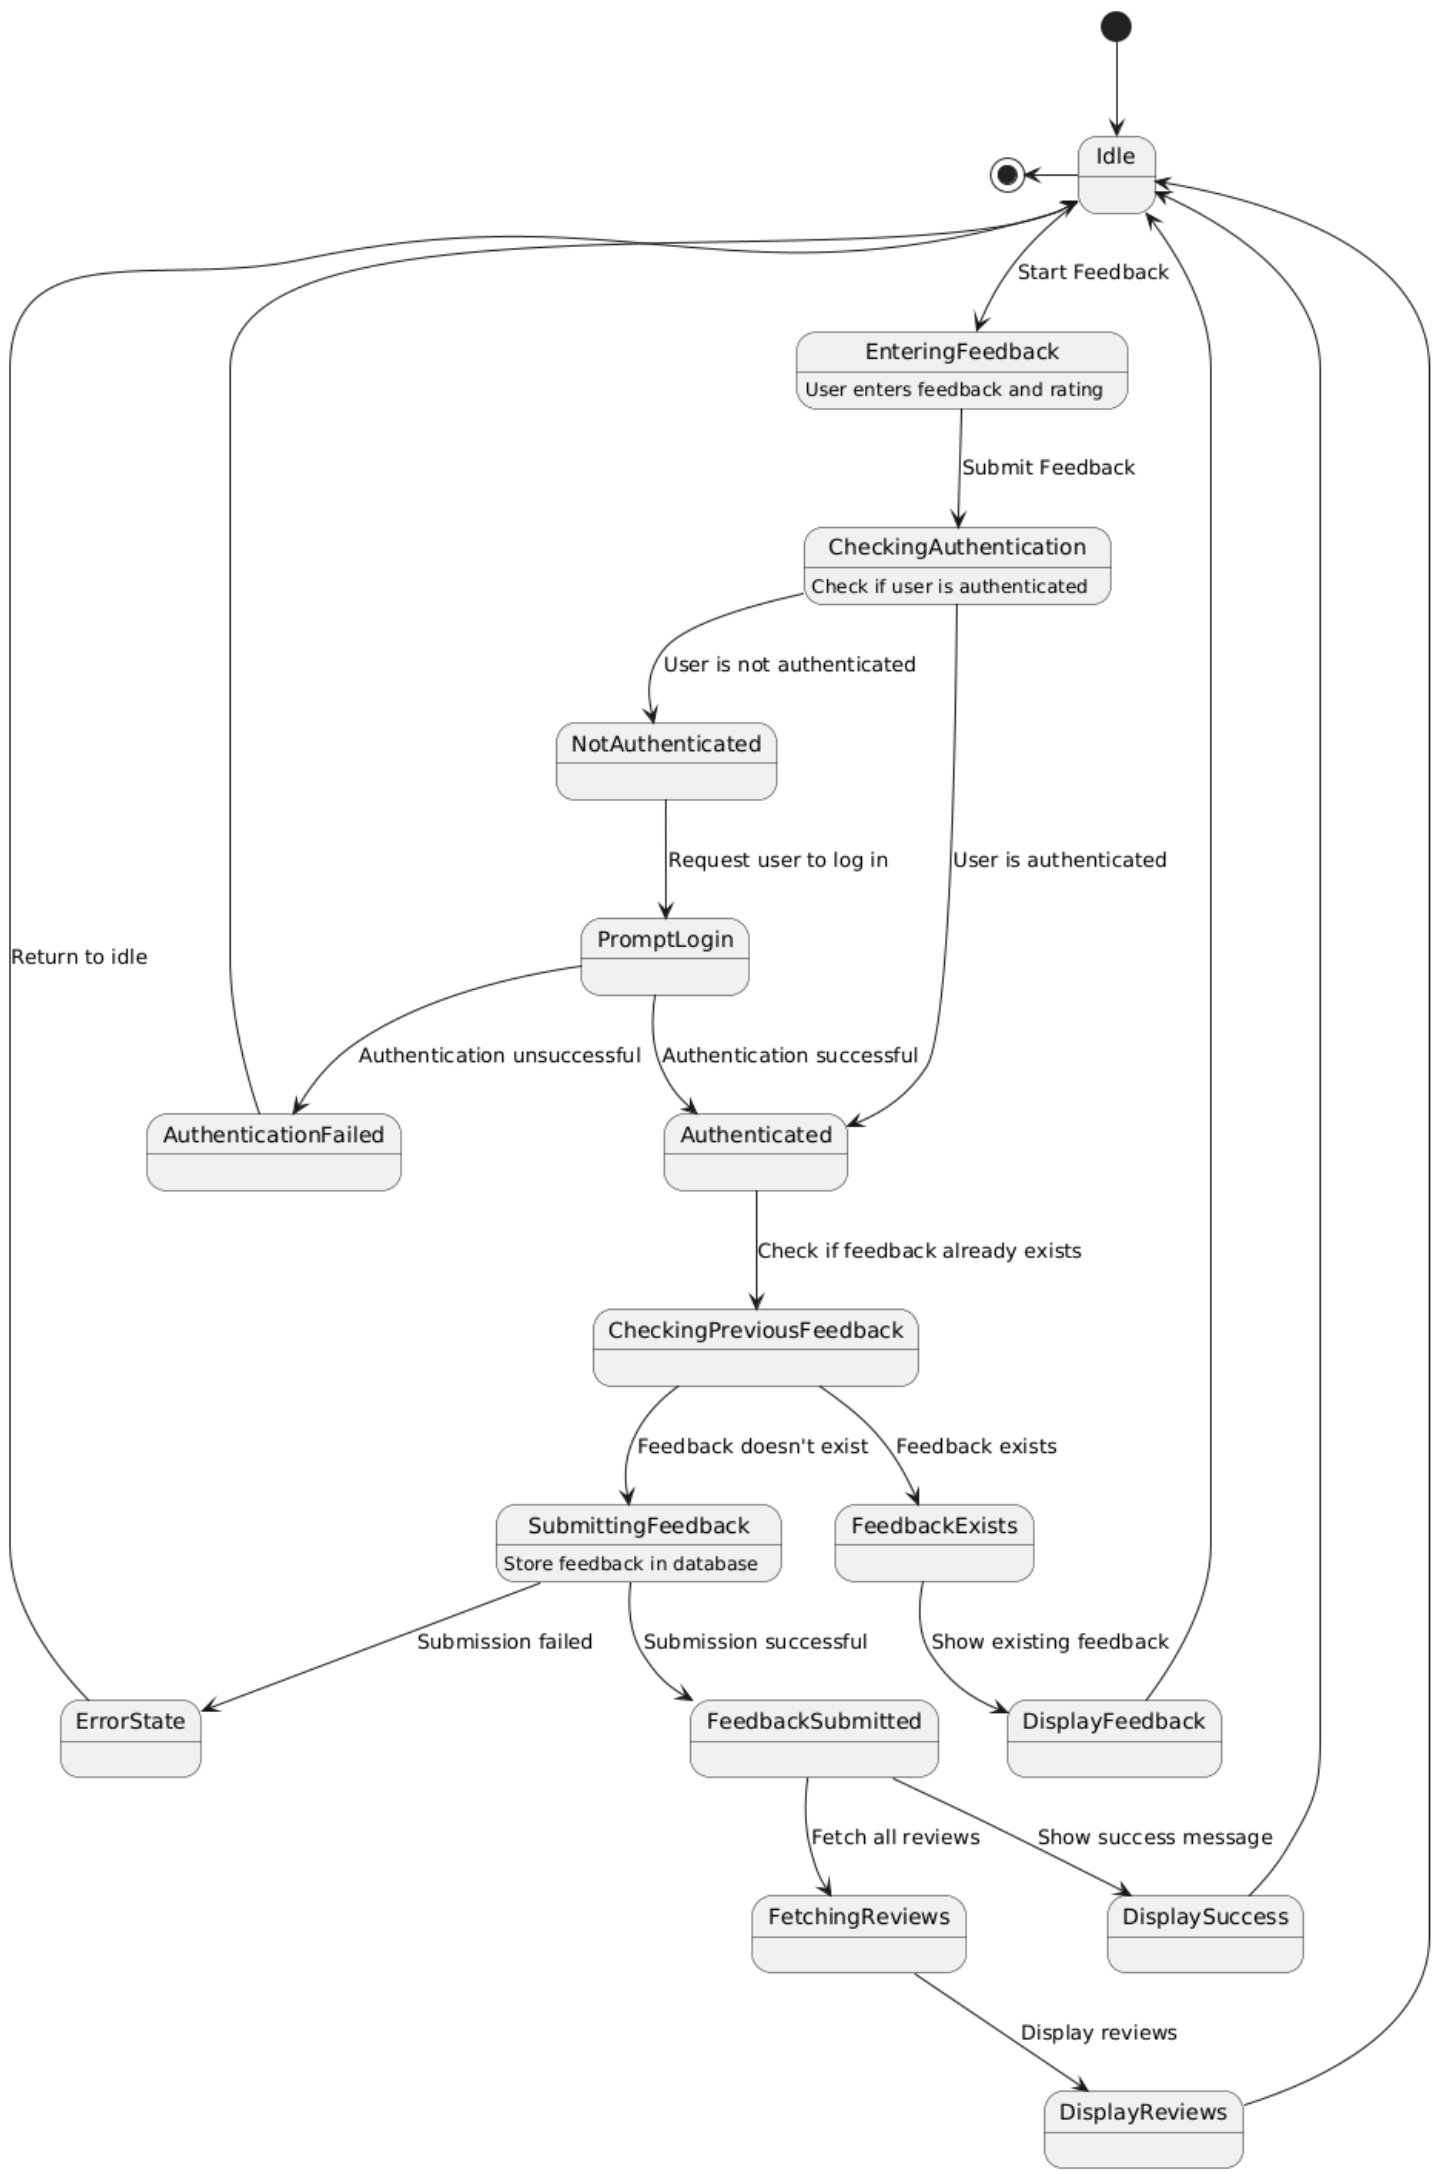 Idle
Start Feedback
EnteringFeedback
User enters feedback and rating
Submit Feedback
CheckingAuthentication
Check if user is authenticated
User is not authenticated
NotAuthenticated
Request user to log in
User is authenticated
PromptLogin
Return to idle
Authentication unsuccessful
Authentication successful
AuthenticationFailed
Authenticated
Check if feedback already exists
CheckingPreviousFeedback
Feedback doesn't exist
Feedback exists
SubmittingFeedback
Store feedback in database
FeedbackExists
Submission failed
Submission successful
Show existing feedback
ErrorState
FeedbackSubmitted
DisplayFeedback
Fetch all reviews
Show success message
FetchingReviews
DisplaySuccess
Display reviews
DisplayReviews